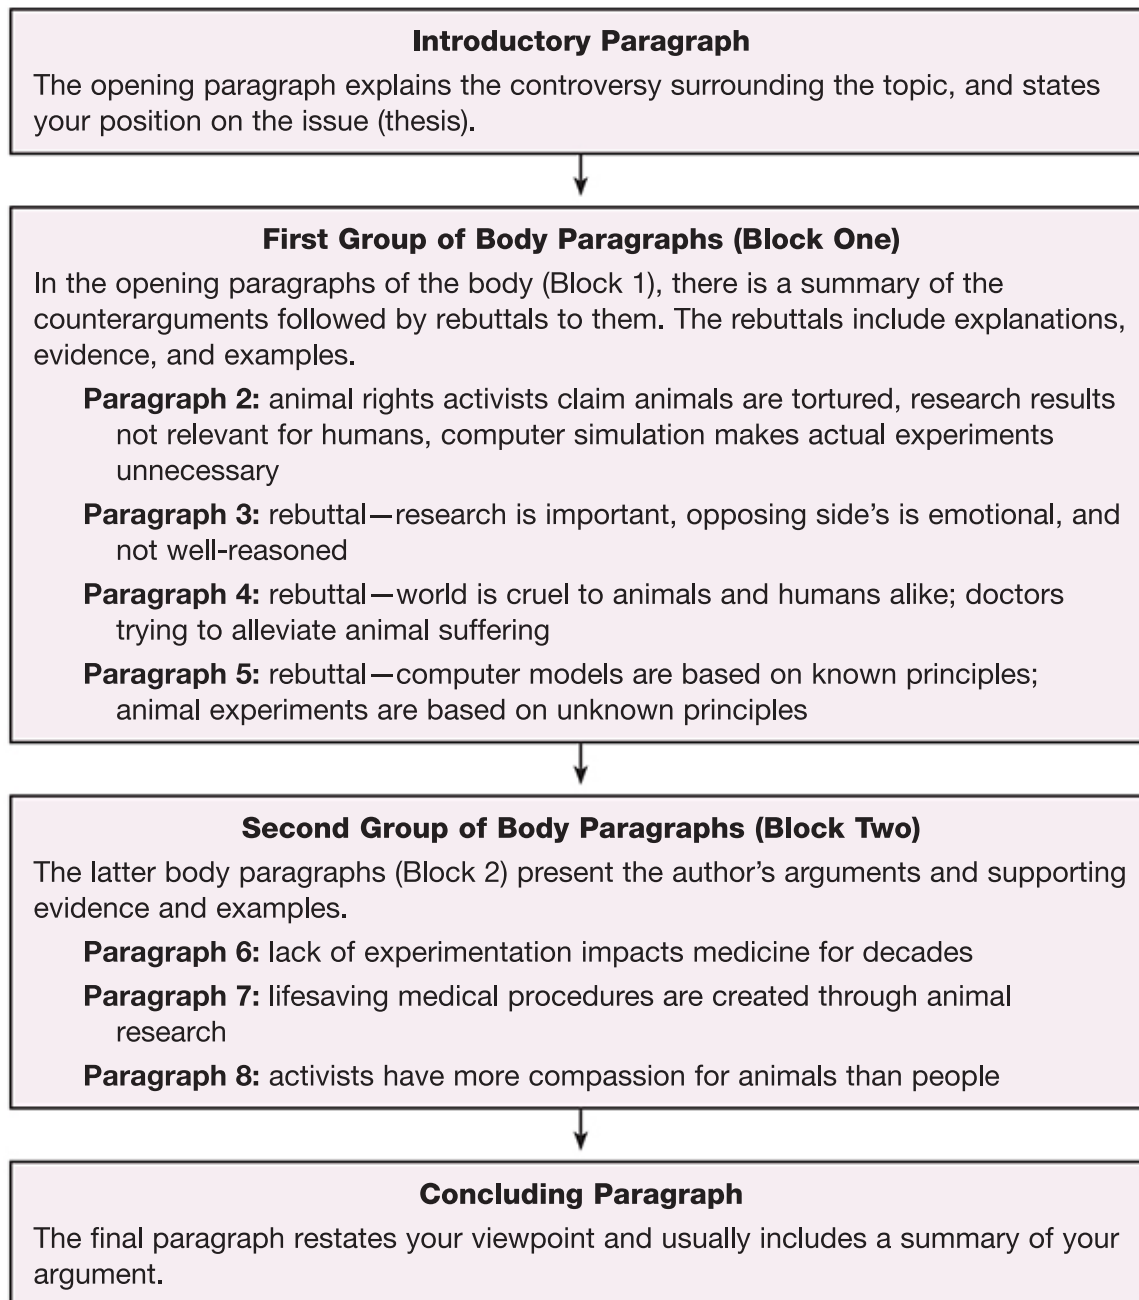 Introductory Paragraph
The opening paragraph explains the controversy surrounding the topic, and states
your position on the issue (thesis).
First Group of Body Paragraphs (Block One)
In the opening paragraphs of the body (Block 1), there is a summary of the
counterarguments followed by rebuttals to them. The rebuttals include explanations,
evidence, and examples.
Paragraph 2: animal rights activists claim animals are tortured, research results
not relevant for humans, computer simulation makes actual experiments
unnecessary
Paragraph 3: rebuttal—research is important, opposing side's is emotional, and
not well-reasoned
Paragraph 4: rebuttal—world is cruel to animals and humans alike; doctors
trying to alleviate animal suffering
Paragraph 5: rebuttal—computer models are based on known principles;
animal experiments are based on unknown principles
Second Group of Body Paragraphs (Block Two)
The latter body paragraphs (Block 2) present the author's arguments and supporting
evidence and examples.
Paragraph 6: lack of experimentation impacts medicine for decades
Paragraph 7: lifesaving medical procedures are created through animal
research
Paragraph 8: activists have more compassion for animals than people
Concluding Paragraph
The final paragraph restates your viewpoint and usually includes a summary of your
argument.